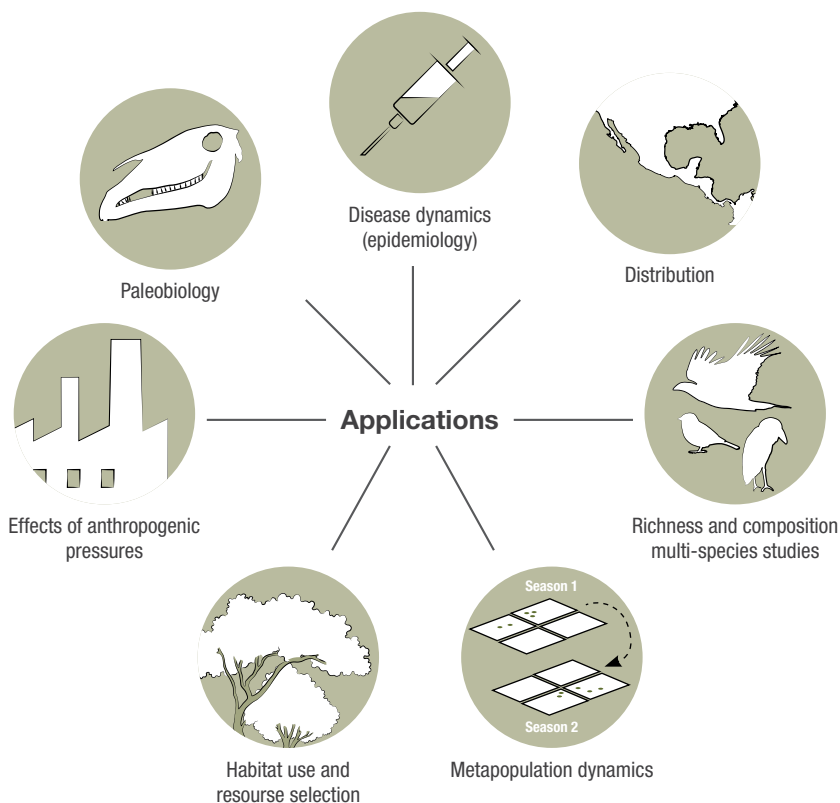 Disease dynamics
(epidemiology)
Paleobiology
Distribution
Applications
Effects of anthropogenic
pressures
Richness and composition
multi-species studies
Season 1
Season 2
Habitat use and
resourse selection
Metapopulation dynamics